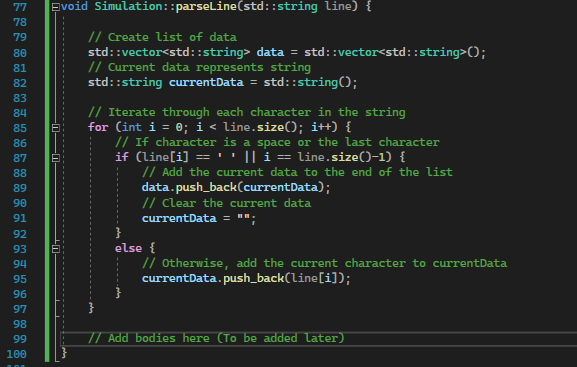 77 void Simulation::parseLine(std::string line) {
78
79 // Create list of data
80 std::vector<std::string> data = std::vector<std::string>();
81 // Current data represents string
82 std::string currentData = std::string();
83
84 // Iterate through each character in the string
85 for (int i = 0; i < line.size(); i++) {
86 // If character is a space or the last character
87 if (line[i] == ' ' || i == line.size()-1) {
88 // Add the current data to the end of the list
89 data.push_back(currentData);
90 // Clear the current data
91 currentData = "";
92 }
93 else {
94 // Otherwise, add the current character to currentData
95 currentData.push_back(line[i]);
96 }
97 }
98
99 // Add bodies here (To be added later)
100 }